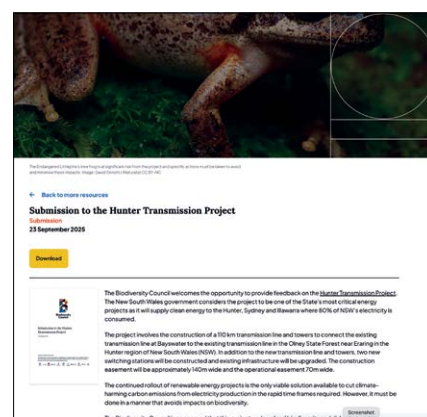 The Endangered Littlejohn's tree frog is at significant risk from the project and specific actions must be taken to avoid
and minimise these impacts. Image:
← Back to more resources
Submission to the Hunter Transmission Project
Submission
23 September 2025
Download
The Biodiversity Council welcomes the opportunity to provide feedback on the Hunter Transmission Project.
The New South Wales government considers the project to be one of the State's most critical energy
projects as it will supply clean energy to the Hunter, Sydney and Illawarra where 80% of NSW's electricity is
consumed.
The project involves the construction of a 110 km transmission line and towers to connect the existing
transmission line at Bayswater to the existing transmission line in the Olney State Forest near Eraring in the
Hunter region of New South Wales (NSW). In addition to the new transmission line and towers, two new
switching stations will be constructed and existing infrastructure will be upgraded. The construction
easement will be approximately 140m wide and the operational easement 70m wide.
The continued rollout of renewable energy projects is the only viable solution available to cut climate-
harming carbon emissions from electricity production in the rapid time frames required. However, it must be
done in a manner that avoids impacts on biodiversity.
Biodiversity Council
Submission to the Hunter
Transmission Project
Screenshot